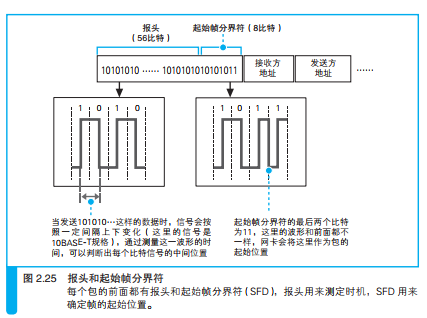 报头
（56比特）
起始帧分界符（8比特）
10101010 …… 1010101010101011
接收方
地址
发送方
地址
……
1 0 1 0
1 0 1 1
当发送101010…这样的数据时，信号会按
照一定间隔上下变化（这里的信号是
10BASE-T规格），通过测量这一波形的时
间，可以判断出每个比特信号的中间位置
起始帧分界符的最后两个比特
为11，这里的波形和前面都不
一样，网卡会将这里作为包的
起始位置
图 2.25 报头和起始帧分界符
每个包的前面都有报头和起始帧分界符（SFD），报头用来测定时机，SFD 用来
确定帧的起始位置。